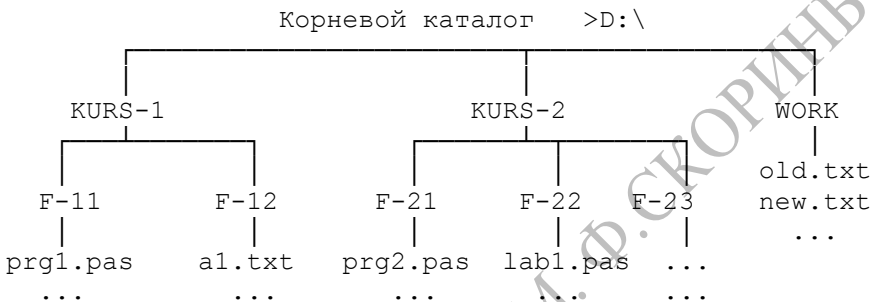 Корневой каталог >D:\
KURS-1 KURS-2 WORK
old.txt
F-11 F-12 F-21 F-22 F-23 new.txt
...
prg1.pas a1.txt prg2.pas lab1.pas ...
... ... ... ... ...
И. Ф.СКОРИНЫ